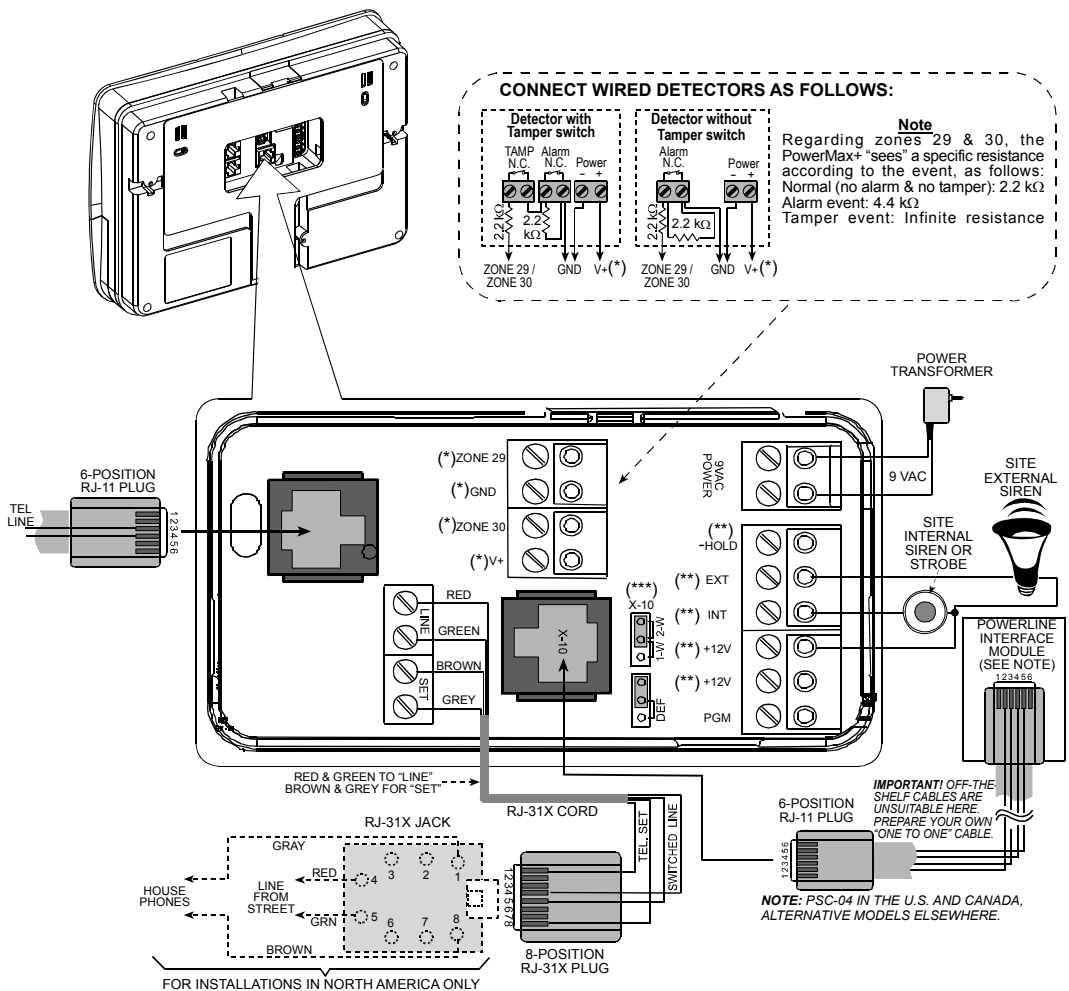 CONNECT WIRED DETECTORS AS FOLLOWS:
Detector with
Tamper switch
TAMP
N.C.
Alarm
N.C.
Power
– +
2.2 kΩ
2.2
kΩ
ZONE 29 /
ZONE 30
GND
V+(*)
Detector without
Tamper switch
Alarm
N.C.
Power
– +
2.2 kΩ
2.2 kΩ
ZONE 29 /
ZONE 30
GND
V+(*)
Note
Regarding zones 29 & 30, the
PowerMax+ “sees” a specific resistance
according to the event, as follows:
Normal (no alarm & no tamper): 2.2 kΩ
Alarm event: 4.4 kΩ
Tamper event: Infinite resistance
POWER
TRANSFORMER
6-POSITION
RJ-11 PLUG
TEL
LINE
123456
(*)ZONE 29
(*)GND
(*)ZONE 30
(*)V+
9VAC
POWER
9 VAC
SITE
EXTERNAL
SIREN
SITE
INTERNAL
SIREN OR
STROBE
(**)
-HOLD
(**) EXT
(**) INT
(**) +12V
(**) +12V
PGM
(***)
X-10
1-W 2-W
DEF
X-10
RED
GREEN
BROWN
GREY
LINE
SET
POWERLINE
INTERFACE
MODULE
(SEE NOTE)
123456
RED & GREEN TO “LINE”
BROWN & GREY FOR “SET”
RJ-31X CORD
IMPORTANT! OFF-THE-
SHELF CABLES ARE
UNSUITABLE HERE.
PREPARE YOUR OWN
“ONE TO ONE” CABLE.
6-POSITION
RJ-11 PLUG
123456
NOTE: PSC-04 IN THE U.S. AND CANADA,
ALTERNATIVE MODELS ELSEWHERE.
RJ-31X JACK
TEL. SET
SWITCHED LINE
GRAY
RED
4
3
2
1
HOUSE
PHONES
LINE
FROM
STREET
GRN
5
6
7
8
BROWN
12345678
8-POSITION
RJ-31X PLUG
FOR INSTALLATIONS IN NORTH AMERICA ONLY